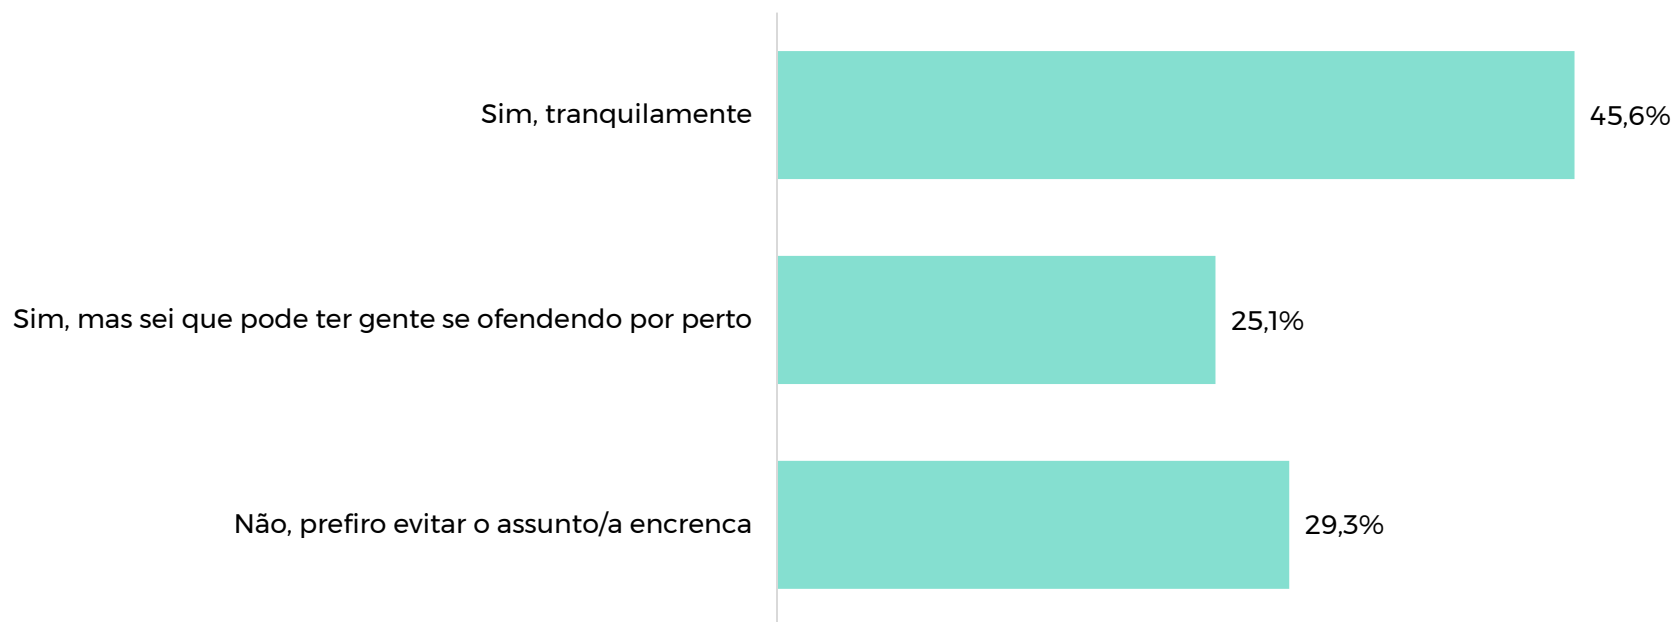 Sim, tranquilamente 45,6%
Sim, mas sei que pode ter gente se ofendendo por perto 25,1%
Não, prefiro evitar o assunto/a encrenca 29,3%